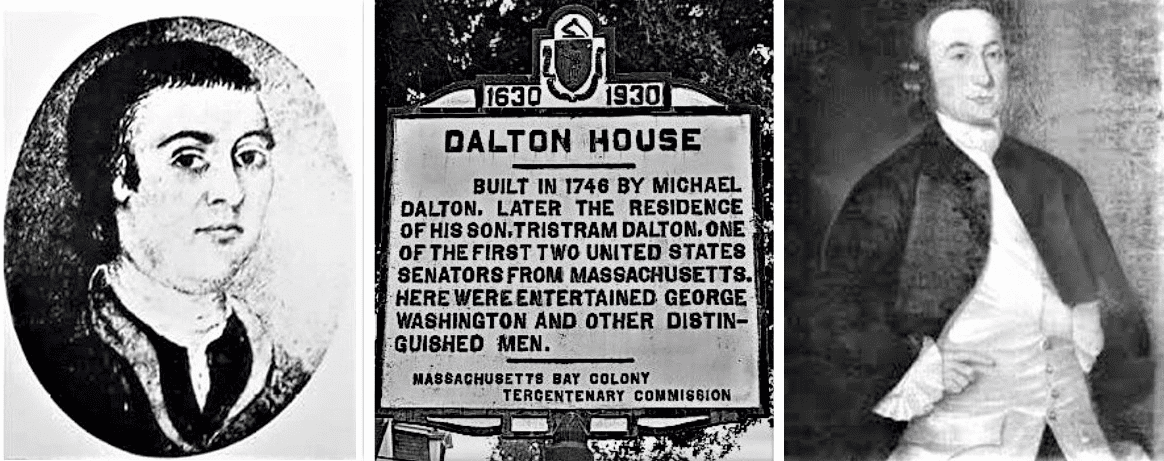 1630 1930
DALTON HOUSE
BUILT IN 1746 BY MICHAEL
DALTON. LATER THE RESIDENCE
OF HIS SON, TRISTRAM DALTON, ONE
OF THE FIRST TWO UNITED STATES
SENATORS FROM MASSACHUSETTS.
HERE WERE ENTERTAINED GEORGE
WASHINGTON AND OTHER DISTIN-
GUISHED MEN.
MASSACHUSETTS BAY COLONY
TERCENTENARY COMMISSION